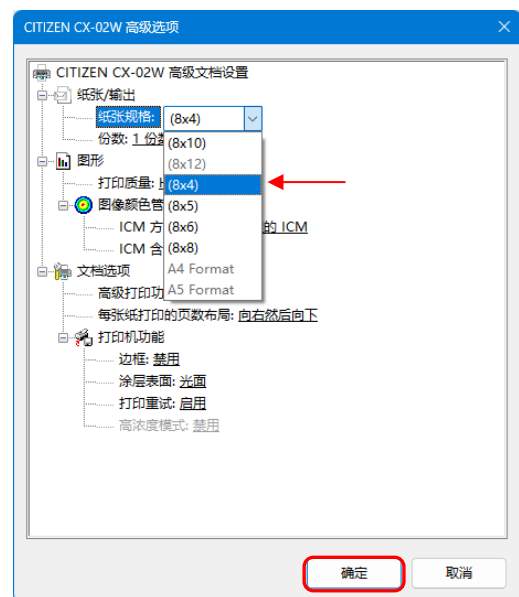 CITIZEN CX-02W 高级选项
CITIZEN CX-02W 高级文档设置
纸张/输出
纸张规格: (8x4)
份数: 1 份
(8x10)
(8x12)
图形
打印质量:
(8x4)
图像颜色管
(8x5)
ICM 方
(8x6)
的 ICM
ICM 含
(8x8)
文档选项
A4 Format
高级打印功
A5 Format
每张纸打印的页数布局: 向右然后向下
打印机功能
边框: 禁用
涂层表面: 光面
打印重试: 启用
高浓度模式: 禁用
确定
取消